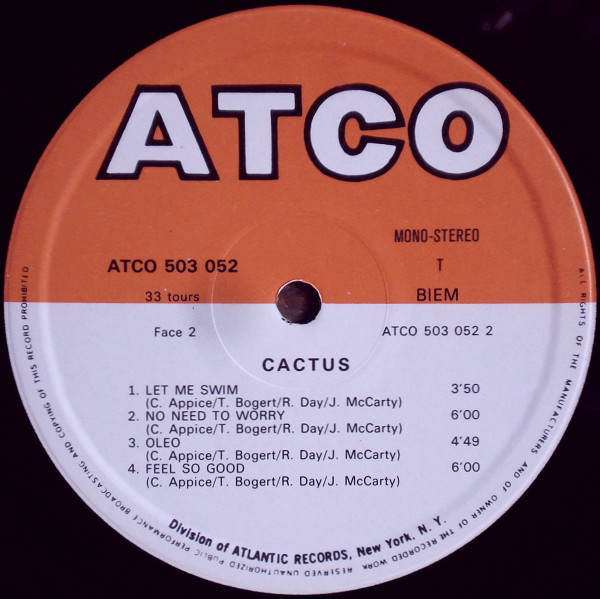 ATCO
MONO-STEREO
ATCO 503 052
T
33 tours
BIEM
Face 2
ATCO 503 052 2
CACTUS
1. LET ME SWIM 3'50
(C. Appice/T. Bogert/R. Day/J. McCarty)
2. NO NEED TO WORRY 6'00
(C. Appice/T. Bogert/R. Day/J. McCarty)
3. OLEO 4'49
(C. Appice/T. Bogert/R. Day/J. McCarty)
4. FEEL SO GOOD 6'00
(C. Appice/T. Bogert/R. Day/J. McCarty)
Division of ATLANTIC RECORDS, New York, N. Y.
ALL RIGHTS OF THE MANUFACTURERS AND OF OWNER OF THE RECORDED WORK RESERVED UNAUTHORIZED PUBLIC PERFORMANCE BROADCASTING AND COPYING OF THIS RECORD PROHIBITED